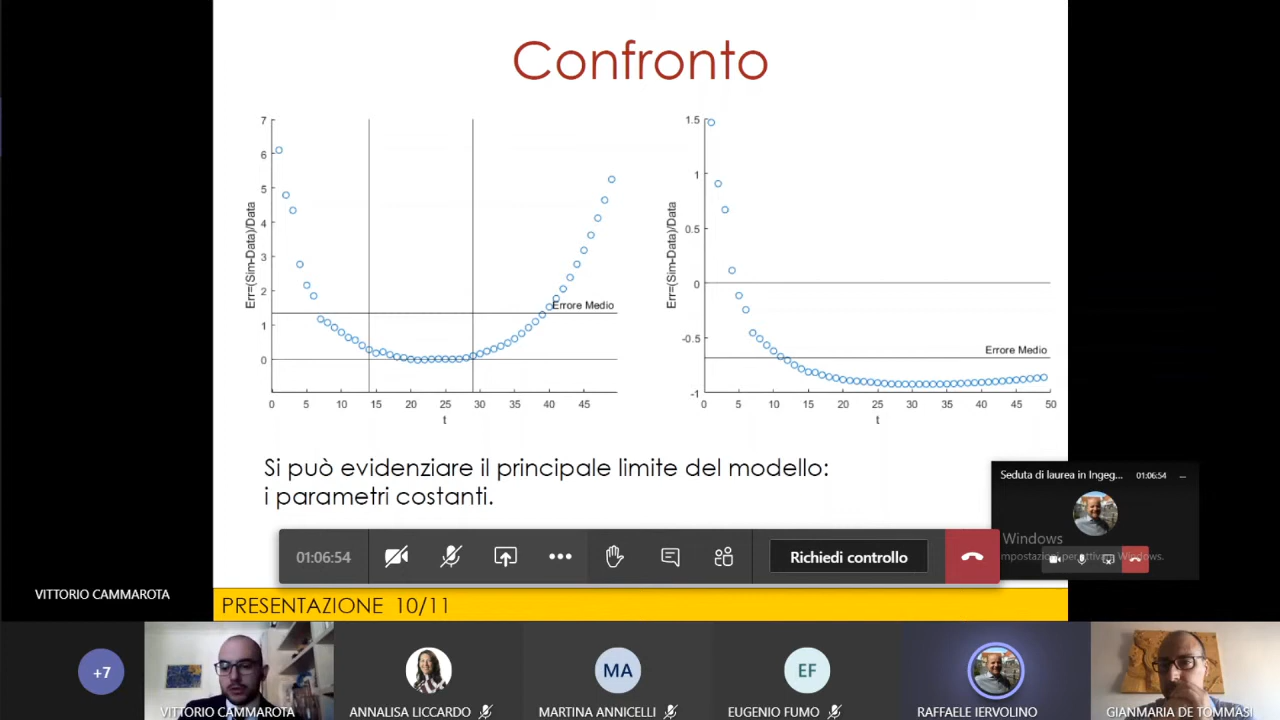 Confronto
7
6
5
4
3
2
1
0
Err=(Sim-Data)/Data
Errore Medio
0 5 10 15 20 25 30 35 40 45
t
1.5
1
0.5
0
-0.5
-1
Err=(Sim-Data)/Data
Errore Medio
0 5 10 15 20 25 30 35 40 45 50
t
Si può evidenziare il principale limite del modello:
i parametri costanti.
Seduta di laurea in Ingeg... 01:06:54
Windows
mpostazioni per attivare Windows.
01:06:54
Richiedi controllo
VITTORIO CAMMAROTA
PRESENTAZIONE 10/11
+7
MA
EF
VITTORIO CAMMAROTA
ANNALISA LICCARDO
MARTINA ANNICELLI
EUGENIO FUMO
RAFFAELE IERVOLINO
GIANMARIA DE TOMMASI